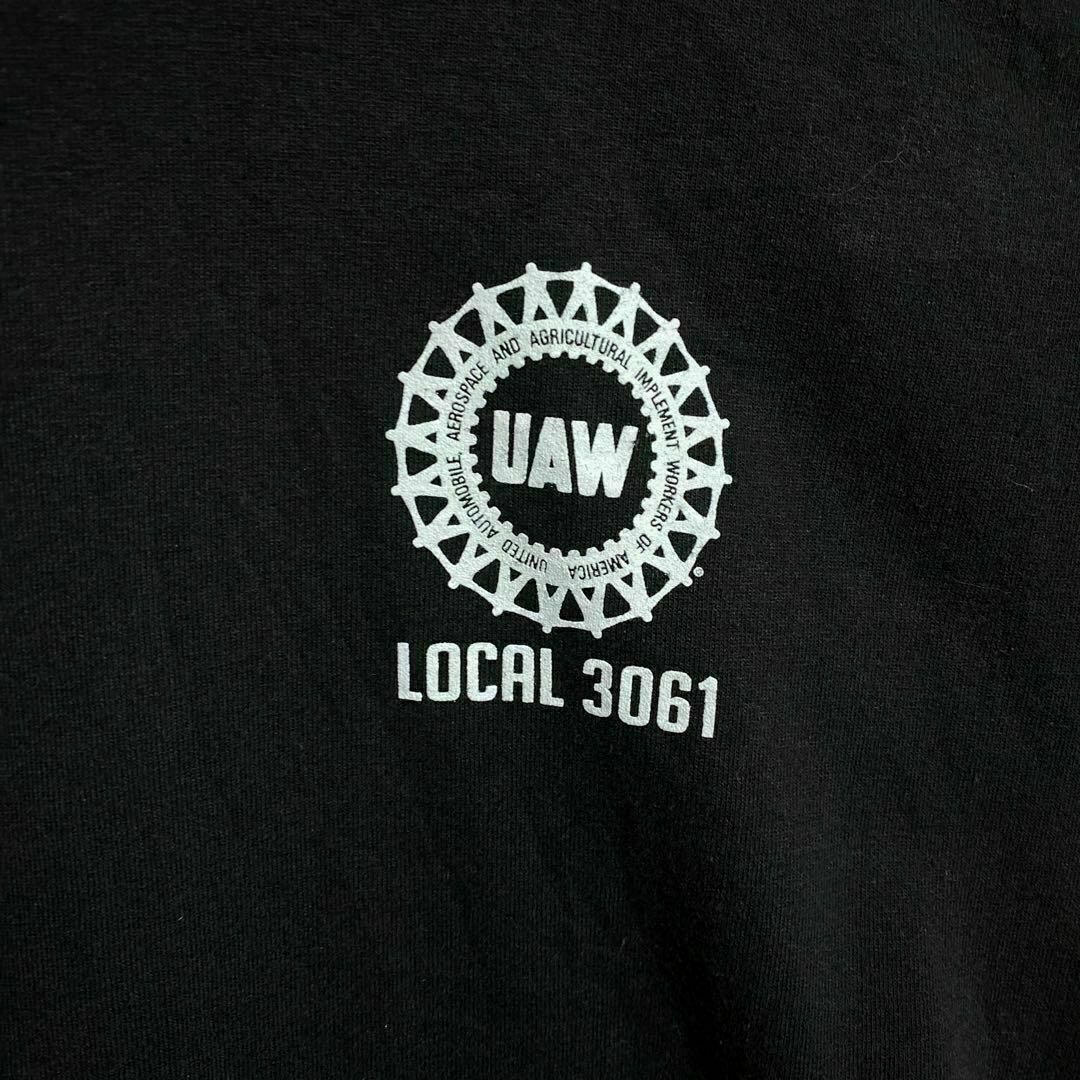 UNITED AUTOMOBILE, AEROSPACE AND AGRICULTURAL IMPLEMENT WORKERS OF AMERICA
UAW
®
LOCAL 3061